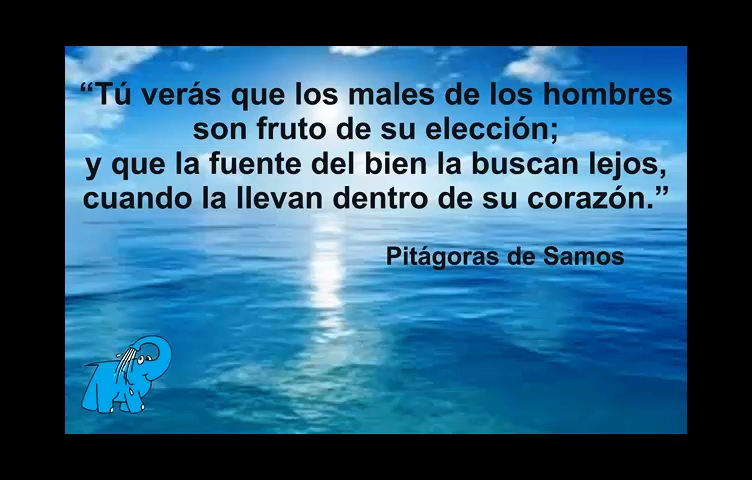 “Tú verás que los males de los hombres
son fruto de su elección;
y que la fuente del bien la buscan lejos,
cuando la llevan dentro de su corazón.”
Pitágoras de Samos